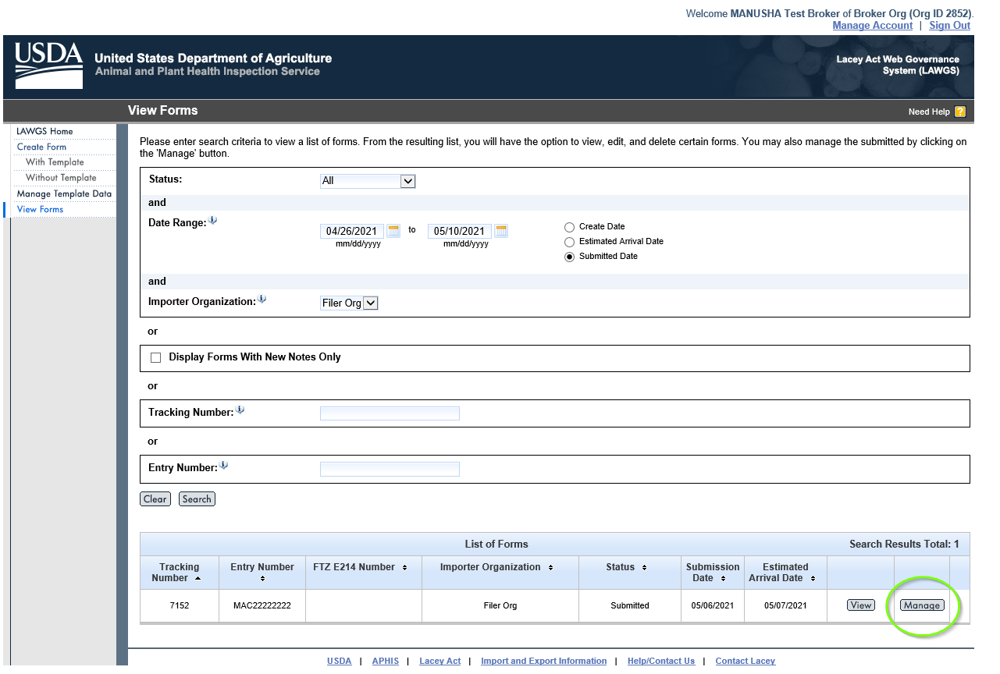 Welcome MANUSHA Test Broker of Broker Org (Org ID 2852).
Manage Account | Sign Out
USDA
United States Department of Agriculture
Animal and Plant Health Inspection Service
Lacey Act Web Governance
System (LAWGS)
View Forms
Need Help ?
LAWGS Home
Create Form
With Template
Without Template
Manage Template Data
View Forms
Please enter search criteria to view a list of forms. From the resulting list, you will have the option to view, edit, and delete certain forms. You may also manage the submitted by clicking on
the 'Manage' button.
Status: All
and
Date Range: 04/26/2021 to 05/10/2021
mm/dd/yyyy mm/dd/yyyy
Create Date
Estimated Arrival Date
Submitted Date
and
Importer Organization: Filer Org
or
Display Forms With New Notes Only
or
Tracking Number:
or
Entry Number:
Clear Search
List of Forms Search Results Total: 1
Tracking Number Entry Number FTZ E214 Number Importer Organization Status Submission Date Estimated Arrival Date
7152 MAC22222222 Filer Org Submitted 05/06/2021 05/07/2021 View Manage
USDA | APHIS | Lacey Act | Import and Export Information | Help/Contact Us | Contact Lacey